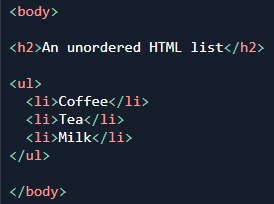 <body>
<h2>An unordered HTML list</h2>
<ul>
<li>Coffee</li>
<li>Tea</li>
<li>Milk</li>
</ul>
</body>